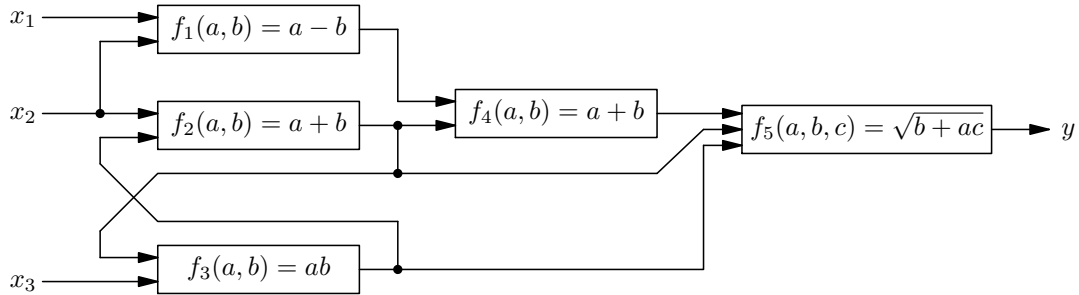 x₁
f₁(a, b) = a − b
x₂
f₂(a, b) = a + b
f₄(a, b) = a + b
f₅(a, b, c) = √(b + ac)
y
f₃(a, b) = ab
x₃